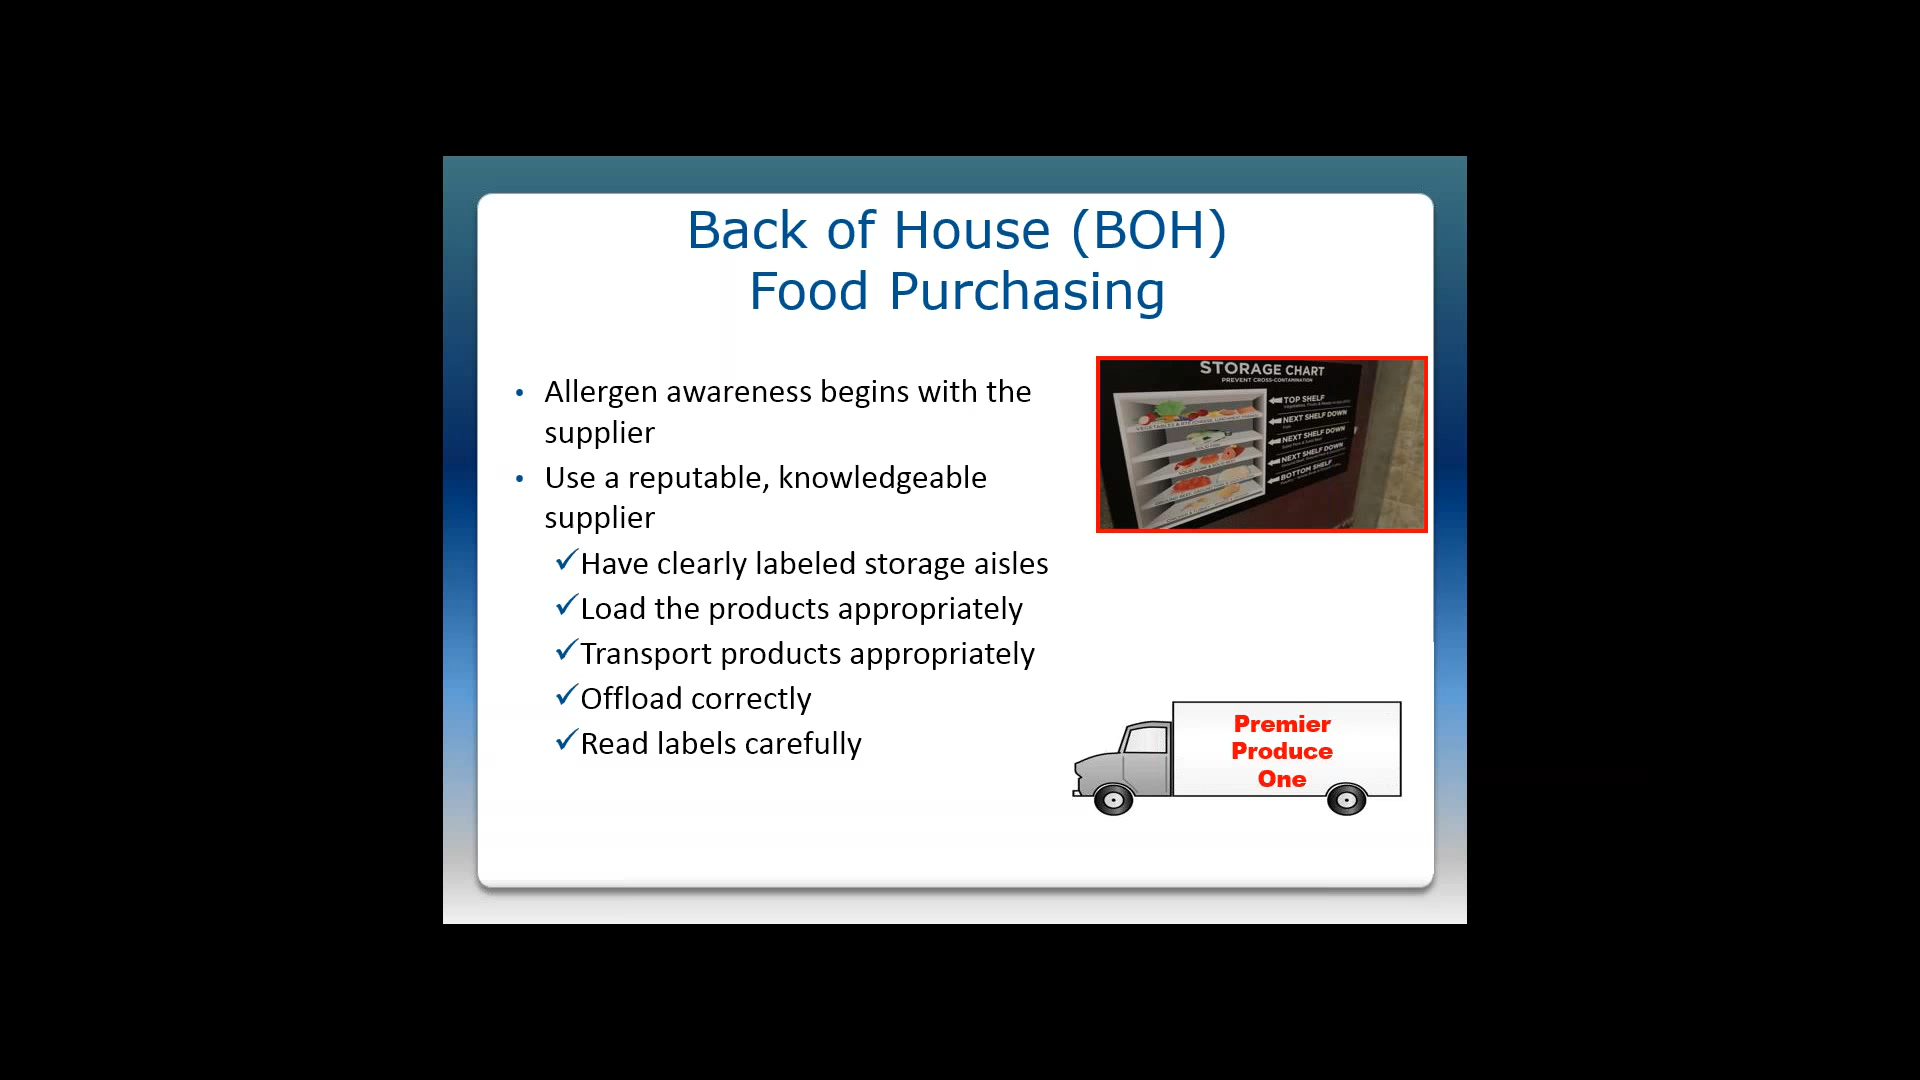 Back of House (BOH)
Food Purchasing
• Allergen awareness begins with the
supplier
• Use a reputable, knowledgeable
supplier
✓Have clearly labeled storage aisles
✓Load the products appropriately
✓Transport products appropriately
✓Offload correctly
✓Read labels carefully
STORAGE CHART
PREVENT CROSS-CONTAMINATION
TOP SHELF
NEXT SHELF DOWN
NEXT SHELF DOWN
NEXT SHELF DOWN
BOTTOM SHELF
Premier
Produce
One